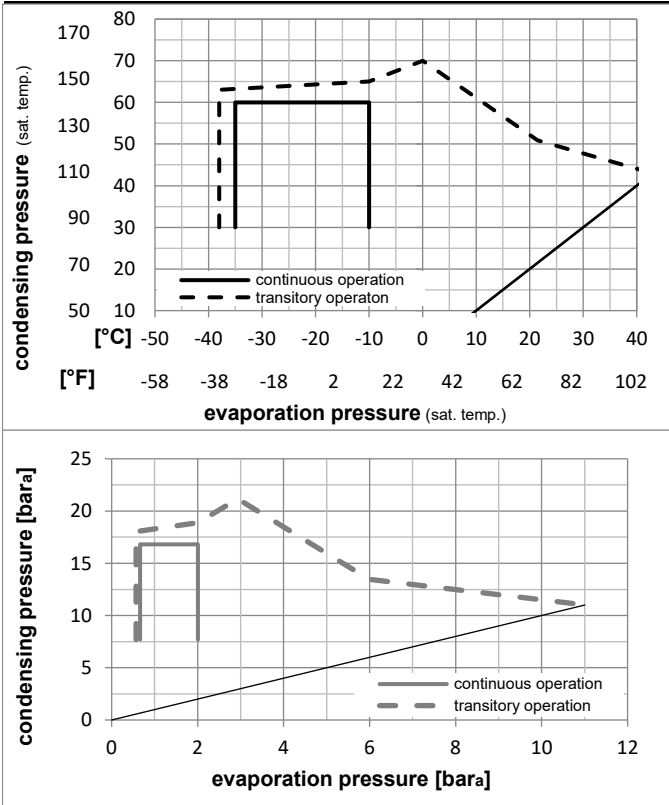 condensing pressure (sat. temp.)
170
150
130
110
90
70
50
80
70
60
50
40
30
20
10
continuous operation
transitory operaton
[°C] -50 -40 -30 -20 -10 0 10 20 30 40
[°F] -58 -38 -18 2 22 42 62 82 102
evaporation pressure (sat. temp.)
condensing pressure [bara]
25
20
15
10
5
0
continuous operation
transitory operation
0 2 4 6 8 10 12
evaporation pressure [bara]